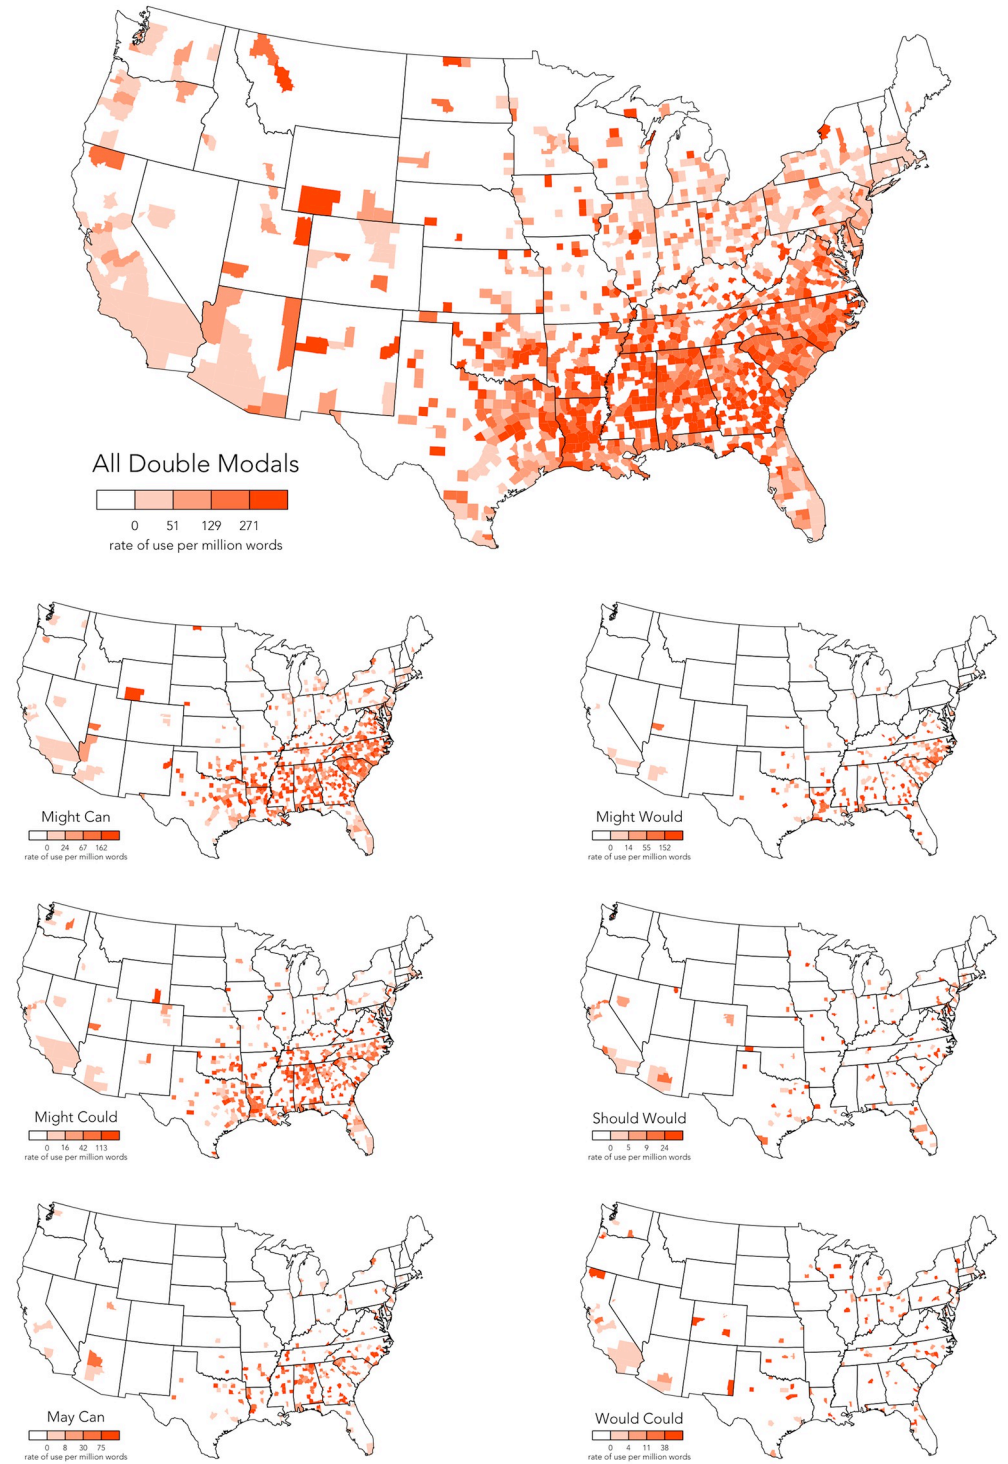 All Double Modals
0 51 129 271
rate of use per million words
Might Can
0 24 67 162
rate of use per million words
Might Would
0 14 55 152
rate of use per million words
Might Could
0 16 42 113
rate of use per million words
Should Would
0 5 9 24
rate of use per million words
May Can
0 8 30 75
rate of use per million words
Would Could
0 4 11 38
rate of use per million words